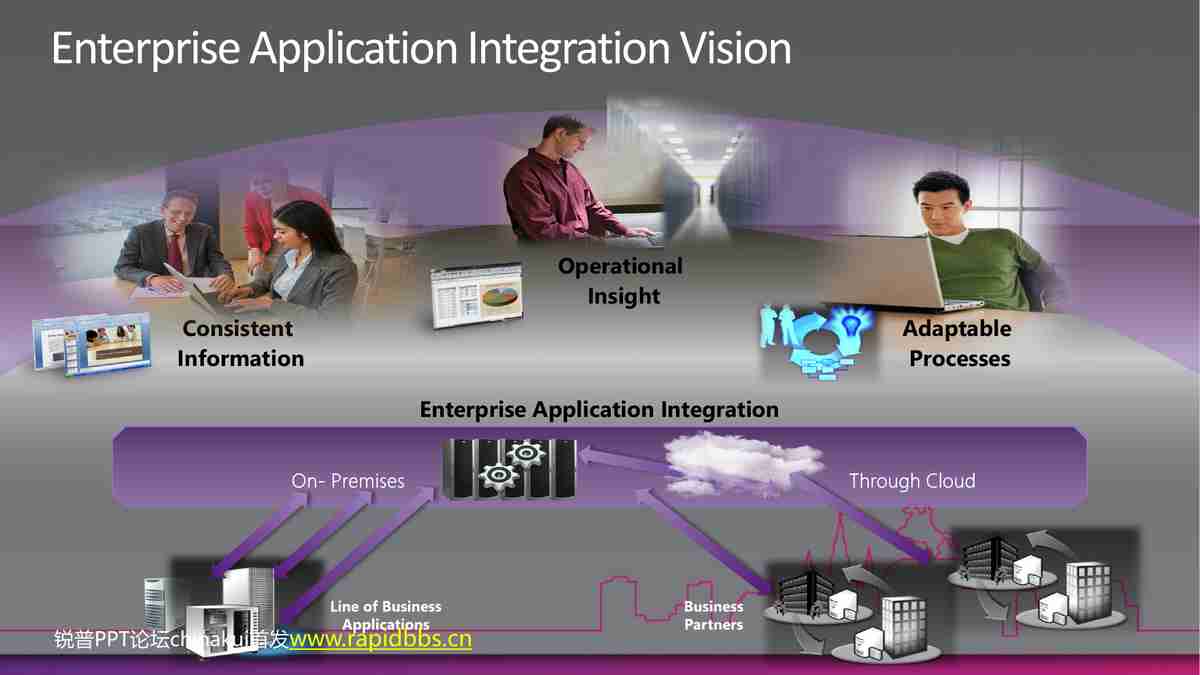 Enterprise Application Integration Vision
Operational
Insight
Consistent
Information
Adaptable
Processes
Enterprise Application Integration
On- Premises
Through Cloud
Line of Business
Applications
Business
Partners
锐普PPT论坛chinakui首发www.rapidbbs.cn